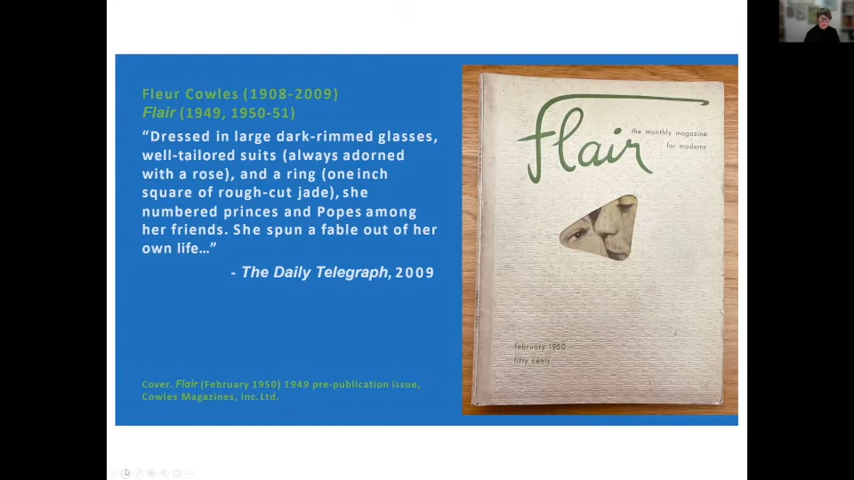 Fleur Cowles (1908-2009)
Flair (1949, 1950-51)
“Dressed in large dark-rimmed glasses,
well-tailored suits (always adorned
with a rose), and a ring (one inch
square of rough-cut jade), she
numbered princes and Popes among
her friends. She spun a fable out of her
own life…”
- The Daily Telegraph, 2009
Cover. Flair (February 1950) 1949 pre-publication issue,
Cowles Magazines, Inc. Ltd.
flair
the monthly magazine
for moderns
february 1950
fifty cents